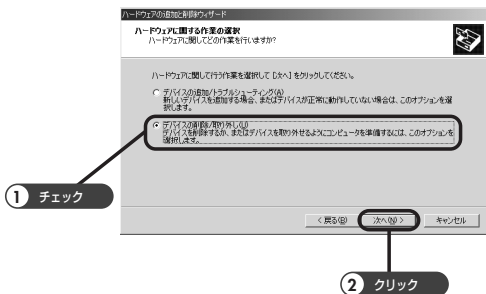 ハードウェアの追加と削除ウィザード
ハードウェアに関する作業の選択
ハードウェアに関してどの作業を行いますか?
ハードウェアに関して行う作業を選択して [次へ] をクリックしてください。
デバイスの追加/トラブルシューティング(A)
新しいデバイスを追加する場合、またはデバイスが正常に動作していない場合は、このオプションを選
択します。
デバイスの削除/取り外し(U)
デバイスを削除するか、またはデバイスを取り外せるようにコンピュータを準備するには、このオプションを
選択します。
1 チェック
< 戻る(B)
次へ(N) >
キャンセル
2 クリック